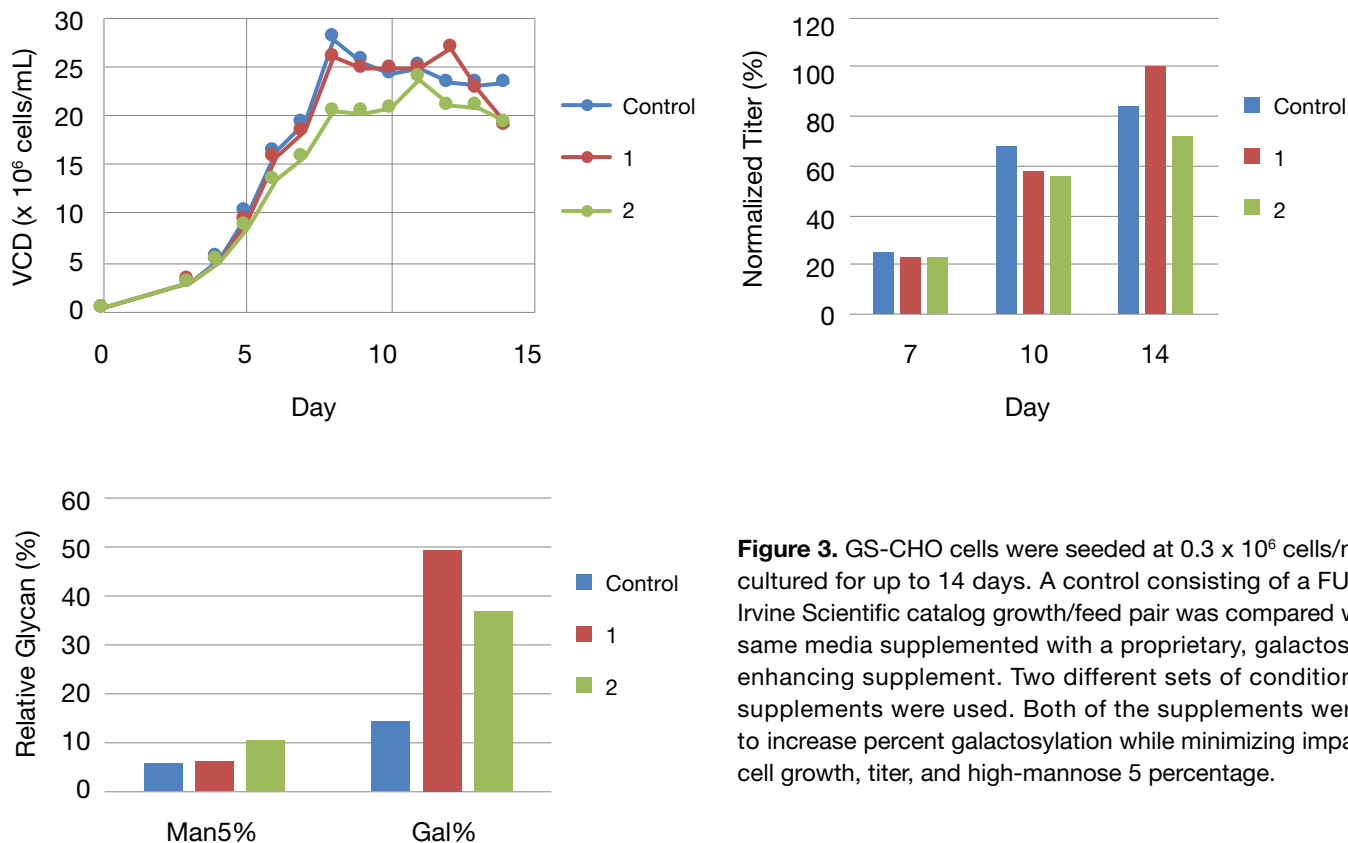 30
25
20
15
10
5
0
VCD (x 10⁶ cells/mL)
0 5 10 15
Day
Control
1
2
120
100
80
60
40
20
0
Normalized Titer (%)
7 10 14
Day
Control
1
2
60
50
40
30
20
10
0
Relative Glycan (%)
Man5% Gal%
Control
1
2
Figure 3. GS-CHO cells were seeded at 0.3 x 10⁶ cells/
cultured for up to 14 days. A control consisting of a FU
Irvine Scientific catalog growth/feed pair was compared
same media supplemented with a proprietary, galactos
enhancing supplement. Two different sets of condition
supplements were used. Both of the supplements wer
to increase percent galactosylation while minimizing impa
cell growth, titer, and high-mannose 5 percentage.